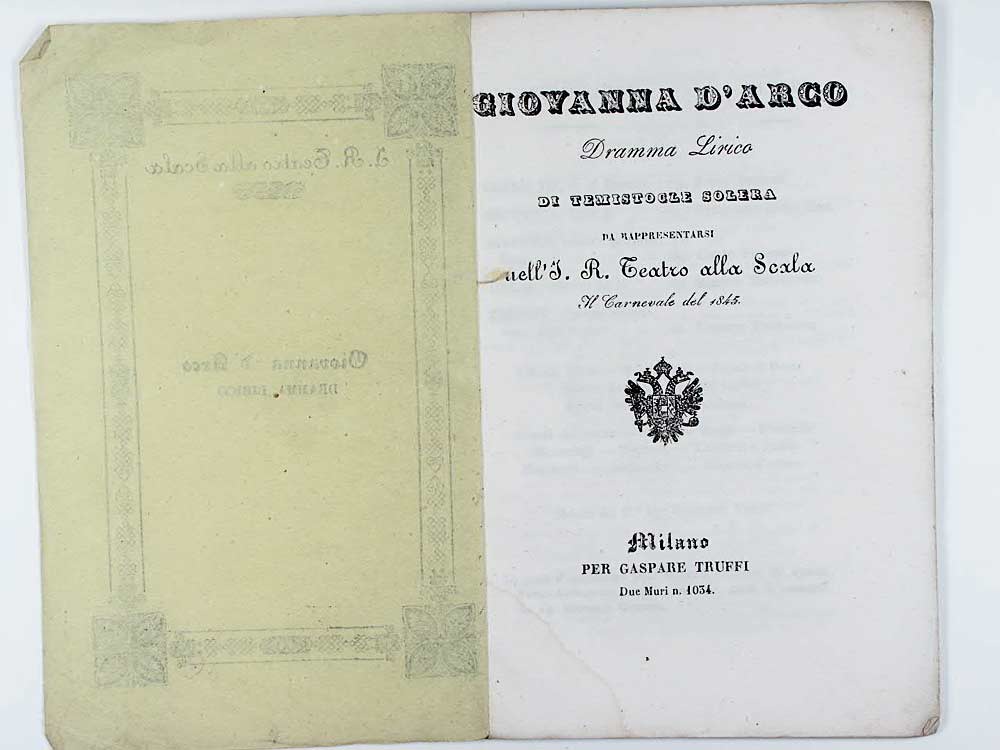 I. R. Teatro alla Scala
Giovanna d'Arco
DRAMMA LIRICO
GIOVANNA D'ARCO
Dramma Lirico
DI TEMISTOCLE SOLERA
DA RAPPRESENTARSI
nell'I. R. Teatro alla Scala
Il Carnevale del 1845.
Milano
PER GASPARE TRUFFI
Due Muri n. 1034.